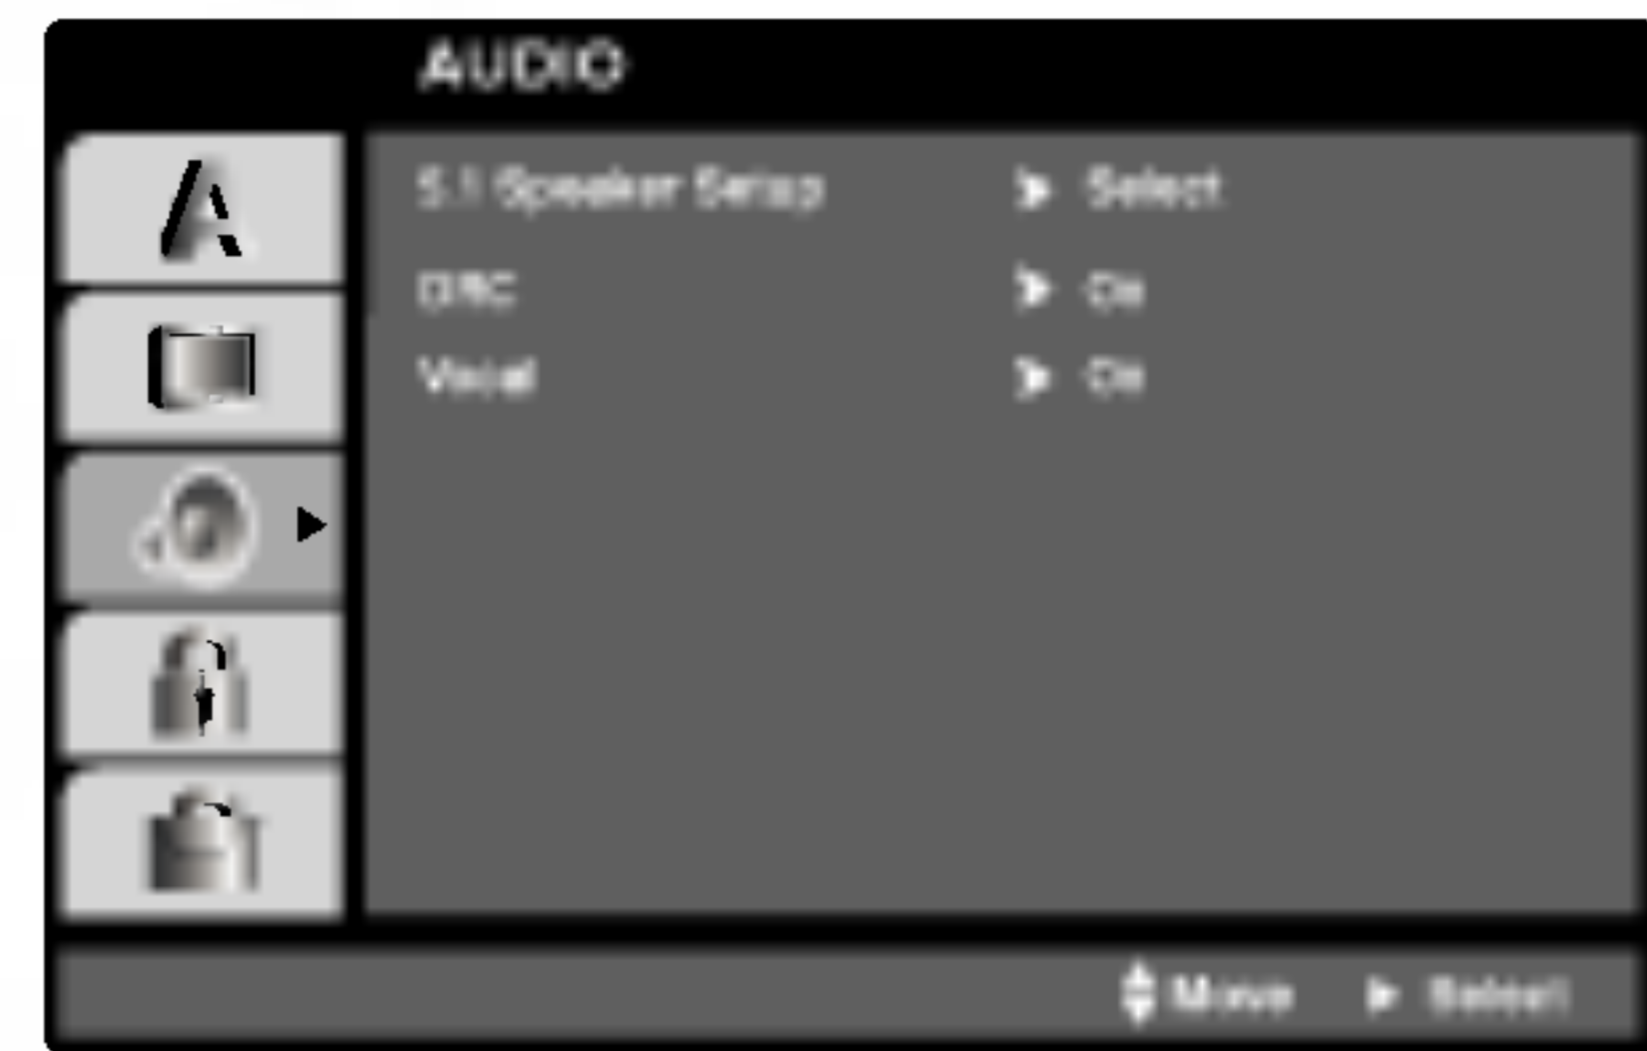 AUDIO
5.1 Speaker Setup Select
DRC On
Vocal On
Move Select